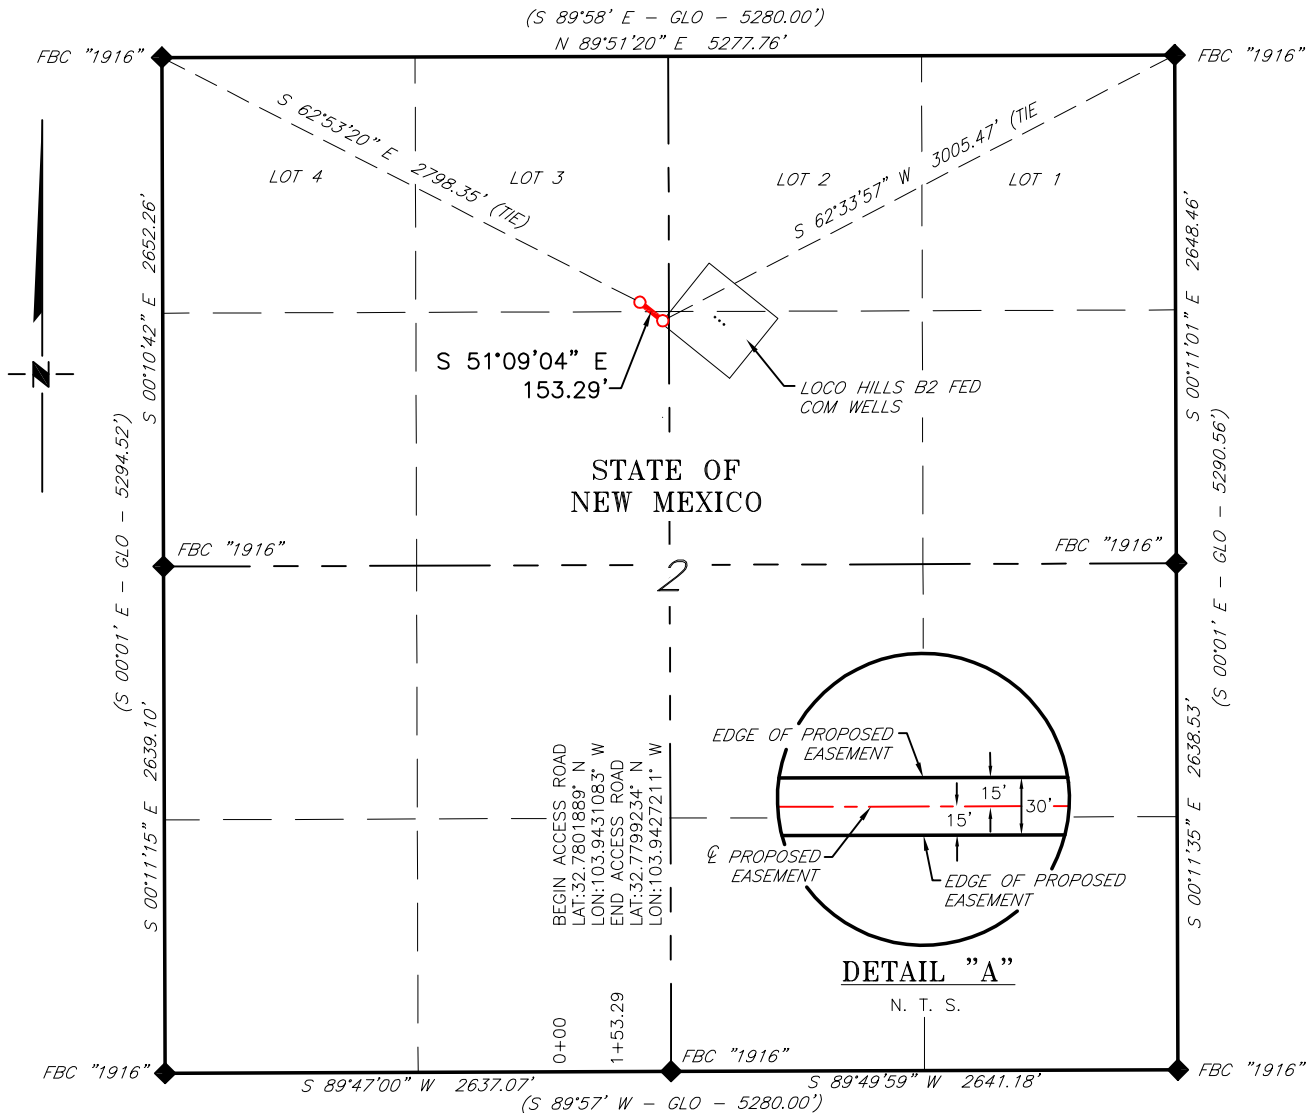 (S 89°58' E - GLO - 5280.00')
N 89°51'20" E 5277.76'
FBC "1916"
FBC "1916"
S 62°53'20" E 2798.35' (TIE)
S 62°33'57" W 3005.47' (TIE
LOT 4
LOT 3
LOT 2
LOT 1
S 00°10'42" E 2652.26'
S 00°11'01" E 2648.46'
N
S 51°09'04" E
153.29'
LOCO HILLS B2 FED
COM WELLS
(S 00°01' E - GLO - 5294.52')
(S 00°01' E - GLO - 5290.56')
STATE OF
NEW MEXICO
FBC "1916"
FBC "1916"
2
S 00°11'15" E 2639.10'
S 00°11'35" E 2638.53'
0+00 BEGIN ACCESS ROAD
LAT:32.7801889° N
LON:103.9431083° W
1+53.29 END ACCESS ROAD
LAT:32.7799234° N
LON:103.9427211° W
EDGE OF PROPOSED
EASEMENT
15'
30'
15'
℄ PROPOSED
EASEMENT
EDGE OF PROPOSED
EASEMENT
DETAIL "A"
N. T. S.
FBC "1916"
FBC "1916"
FBC "1916"
S 89°47'00" W 2637.07'
S 89°49'59" W 2641.18'
(S 89°57' W - GLO - 5280.00')